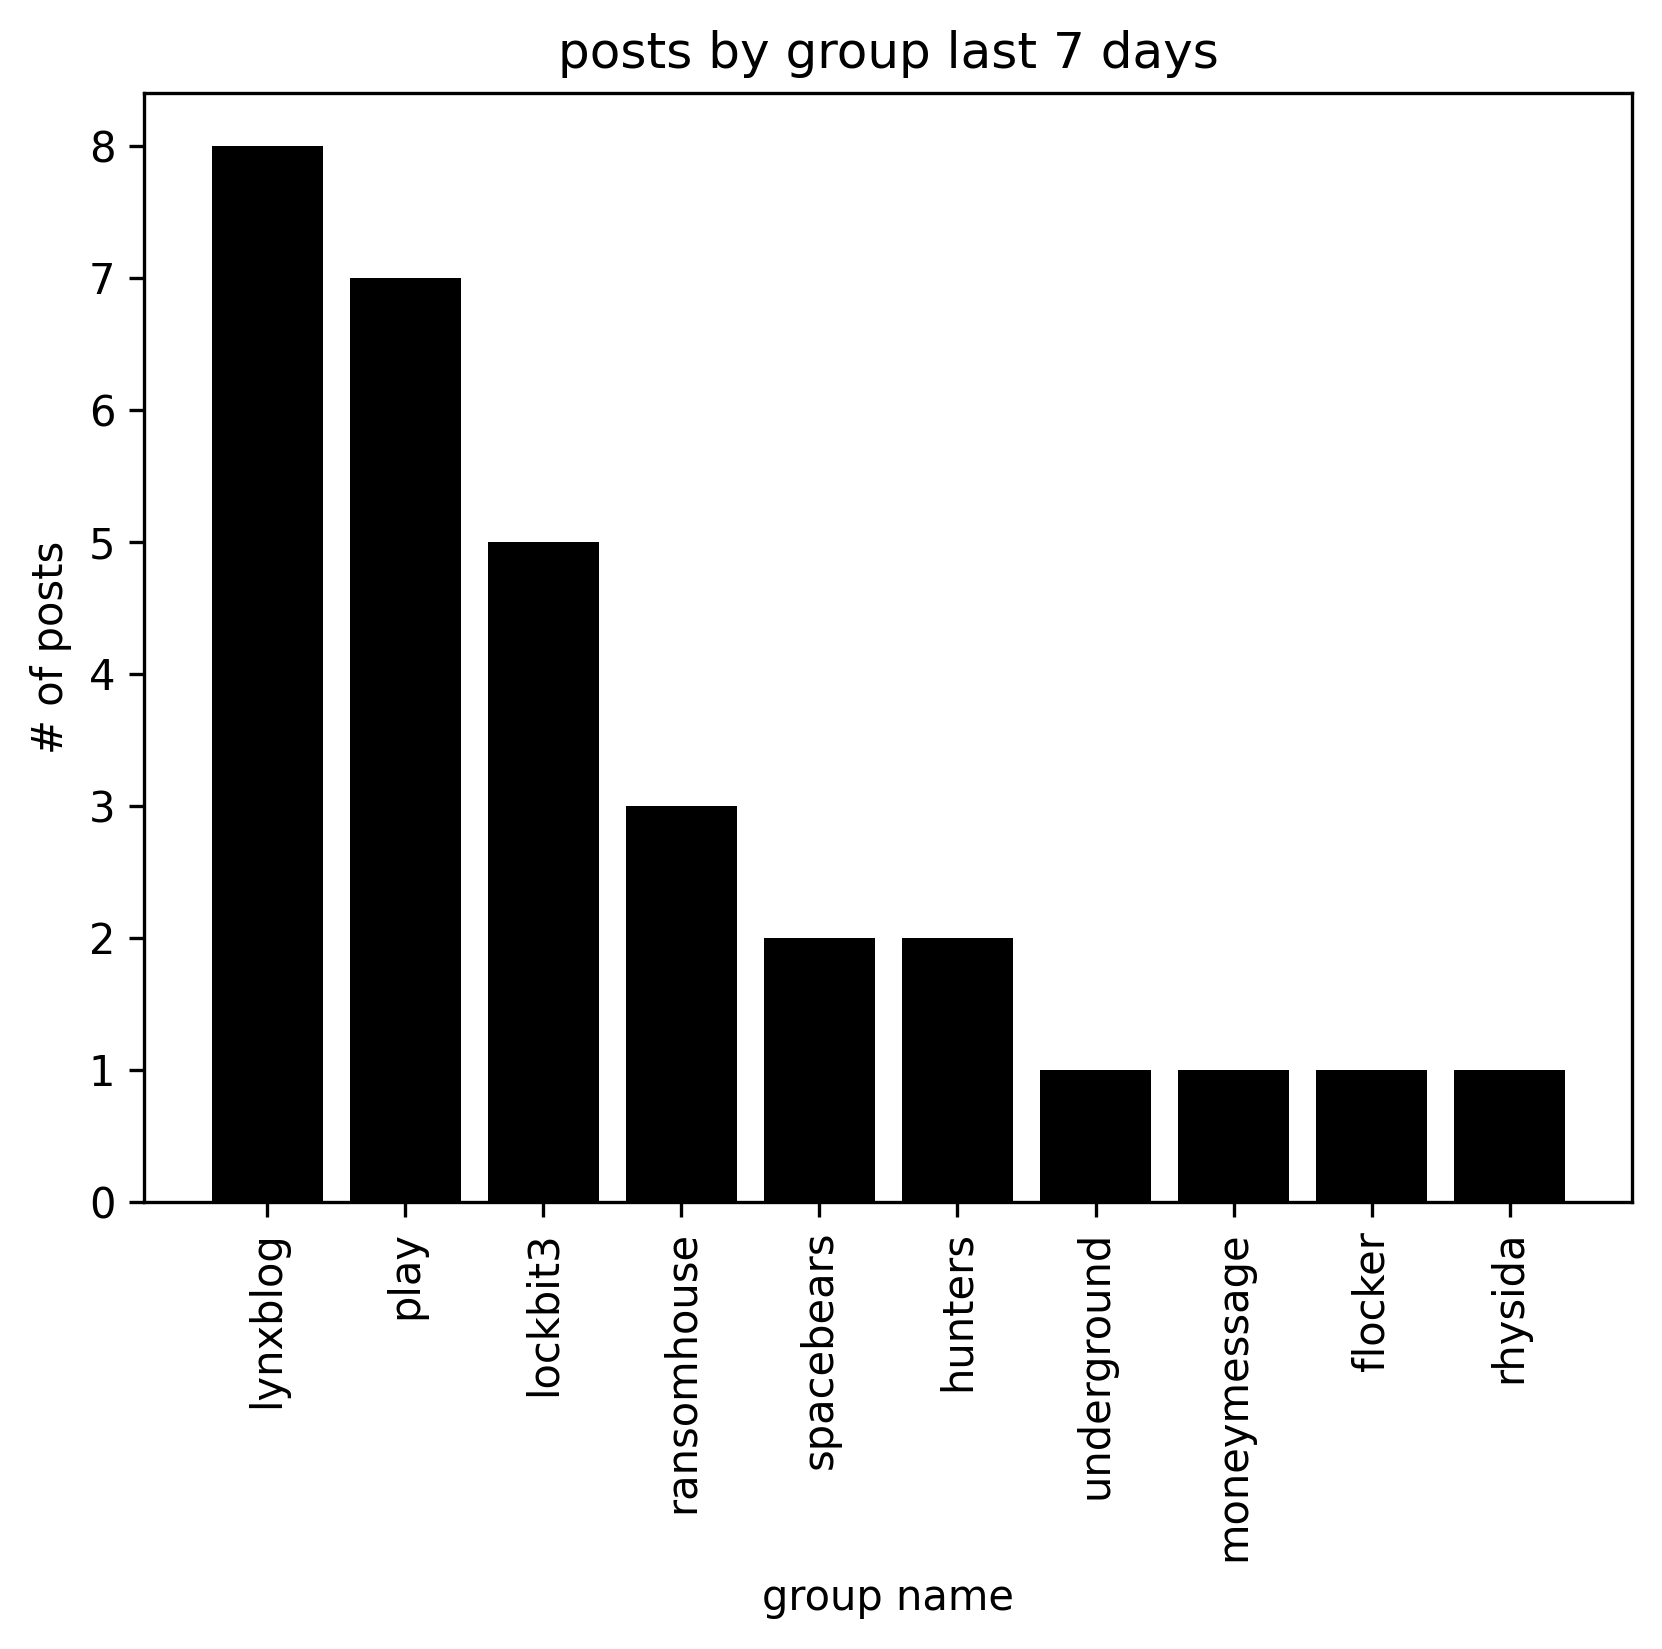 posts by group last 7 days
# of posts
8
7
6
5
4
3
2
1
0
lynxblog
play
lockbit3
ransomhouse
spacebears
hunters
underground
moneymessage
flocker
rhysida
group name